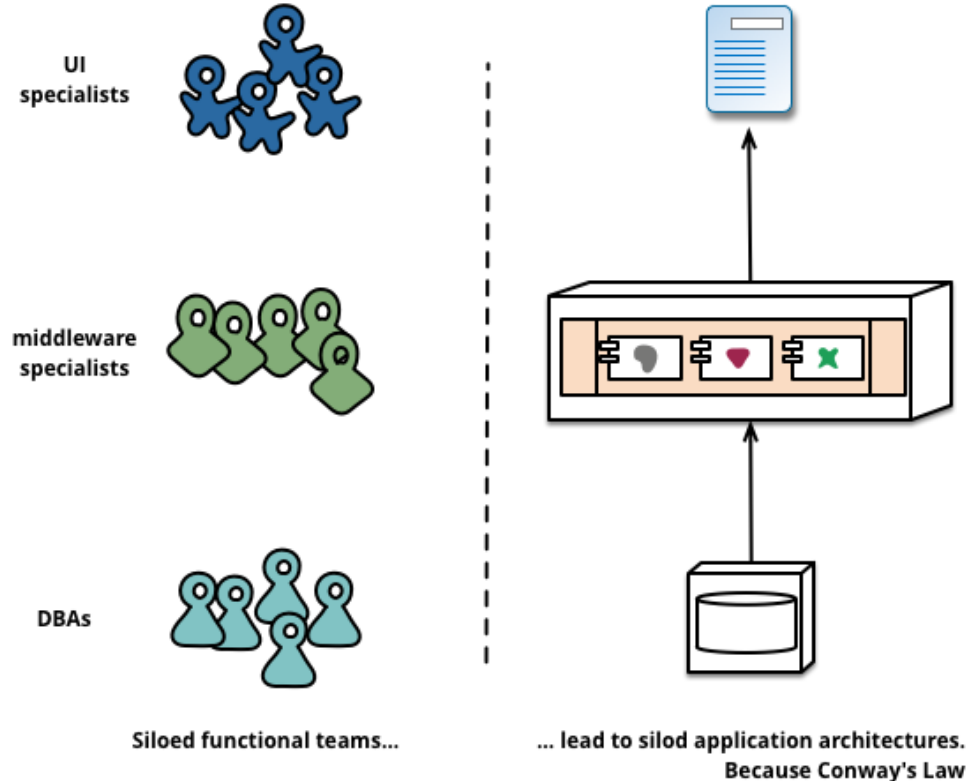 UI
specialists
middleware
specialists
DBAs
Siloed functional teams...
... lead to silod application architectures.
Because Conway's Law